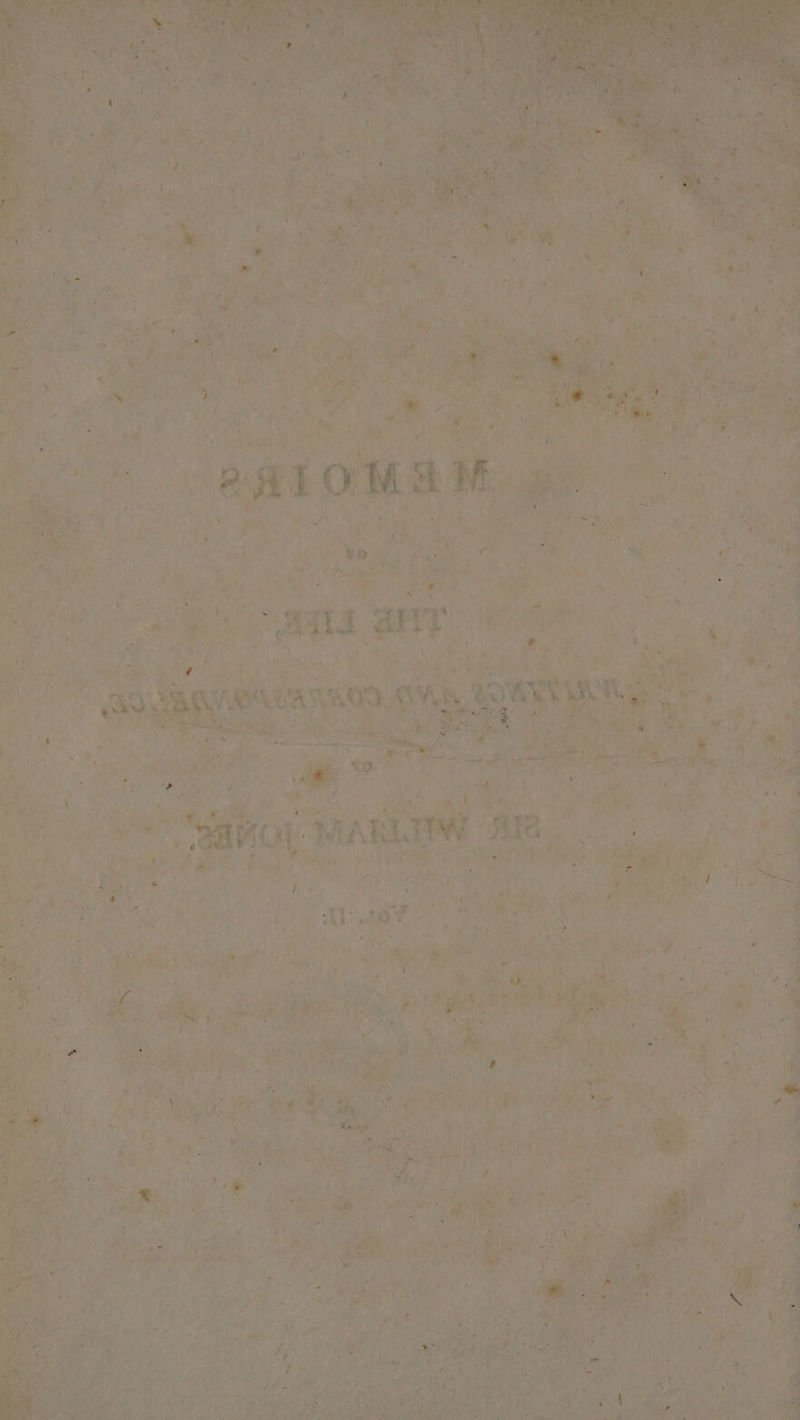 MEMOIRS
OF
THE LIFE,
WRITINGS, AND CORRESPONDENCE,
OF
SIR WILLIAM JONES.
VOL. II.